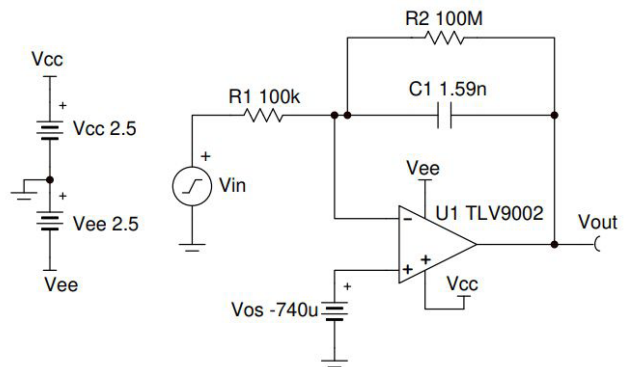 R2 100M
Vcc
C1 1.59n
R1 100k
+
Vcc 2.5
+
Vin
Vee
+
Vee 2.5
-
U1 TLV9002
Vout
+
+
Vee
+
Vcc
Vos -740u